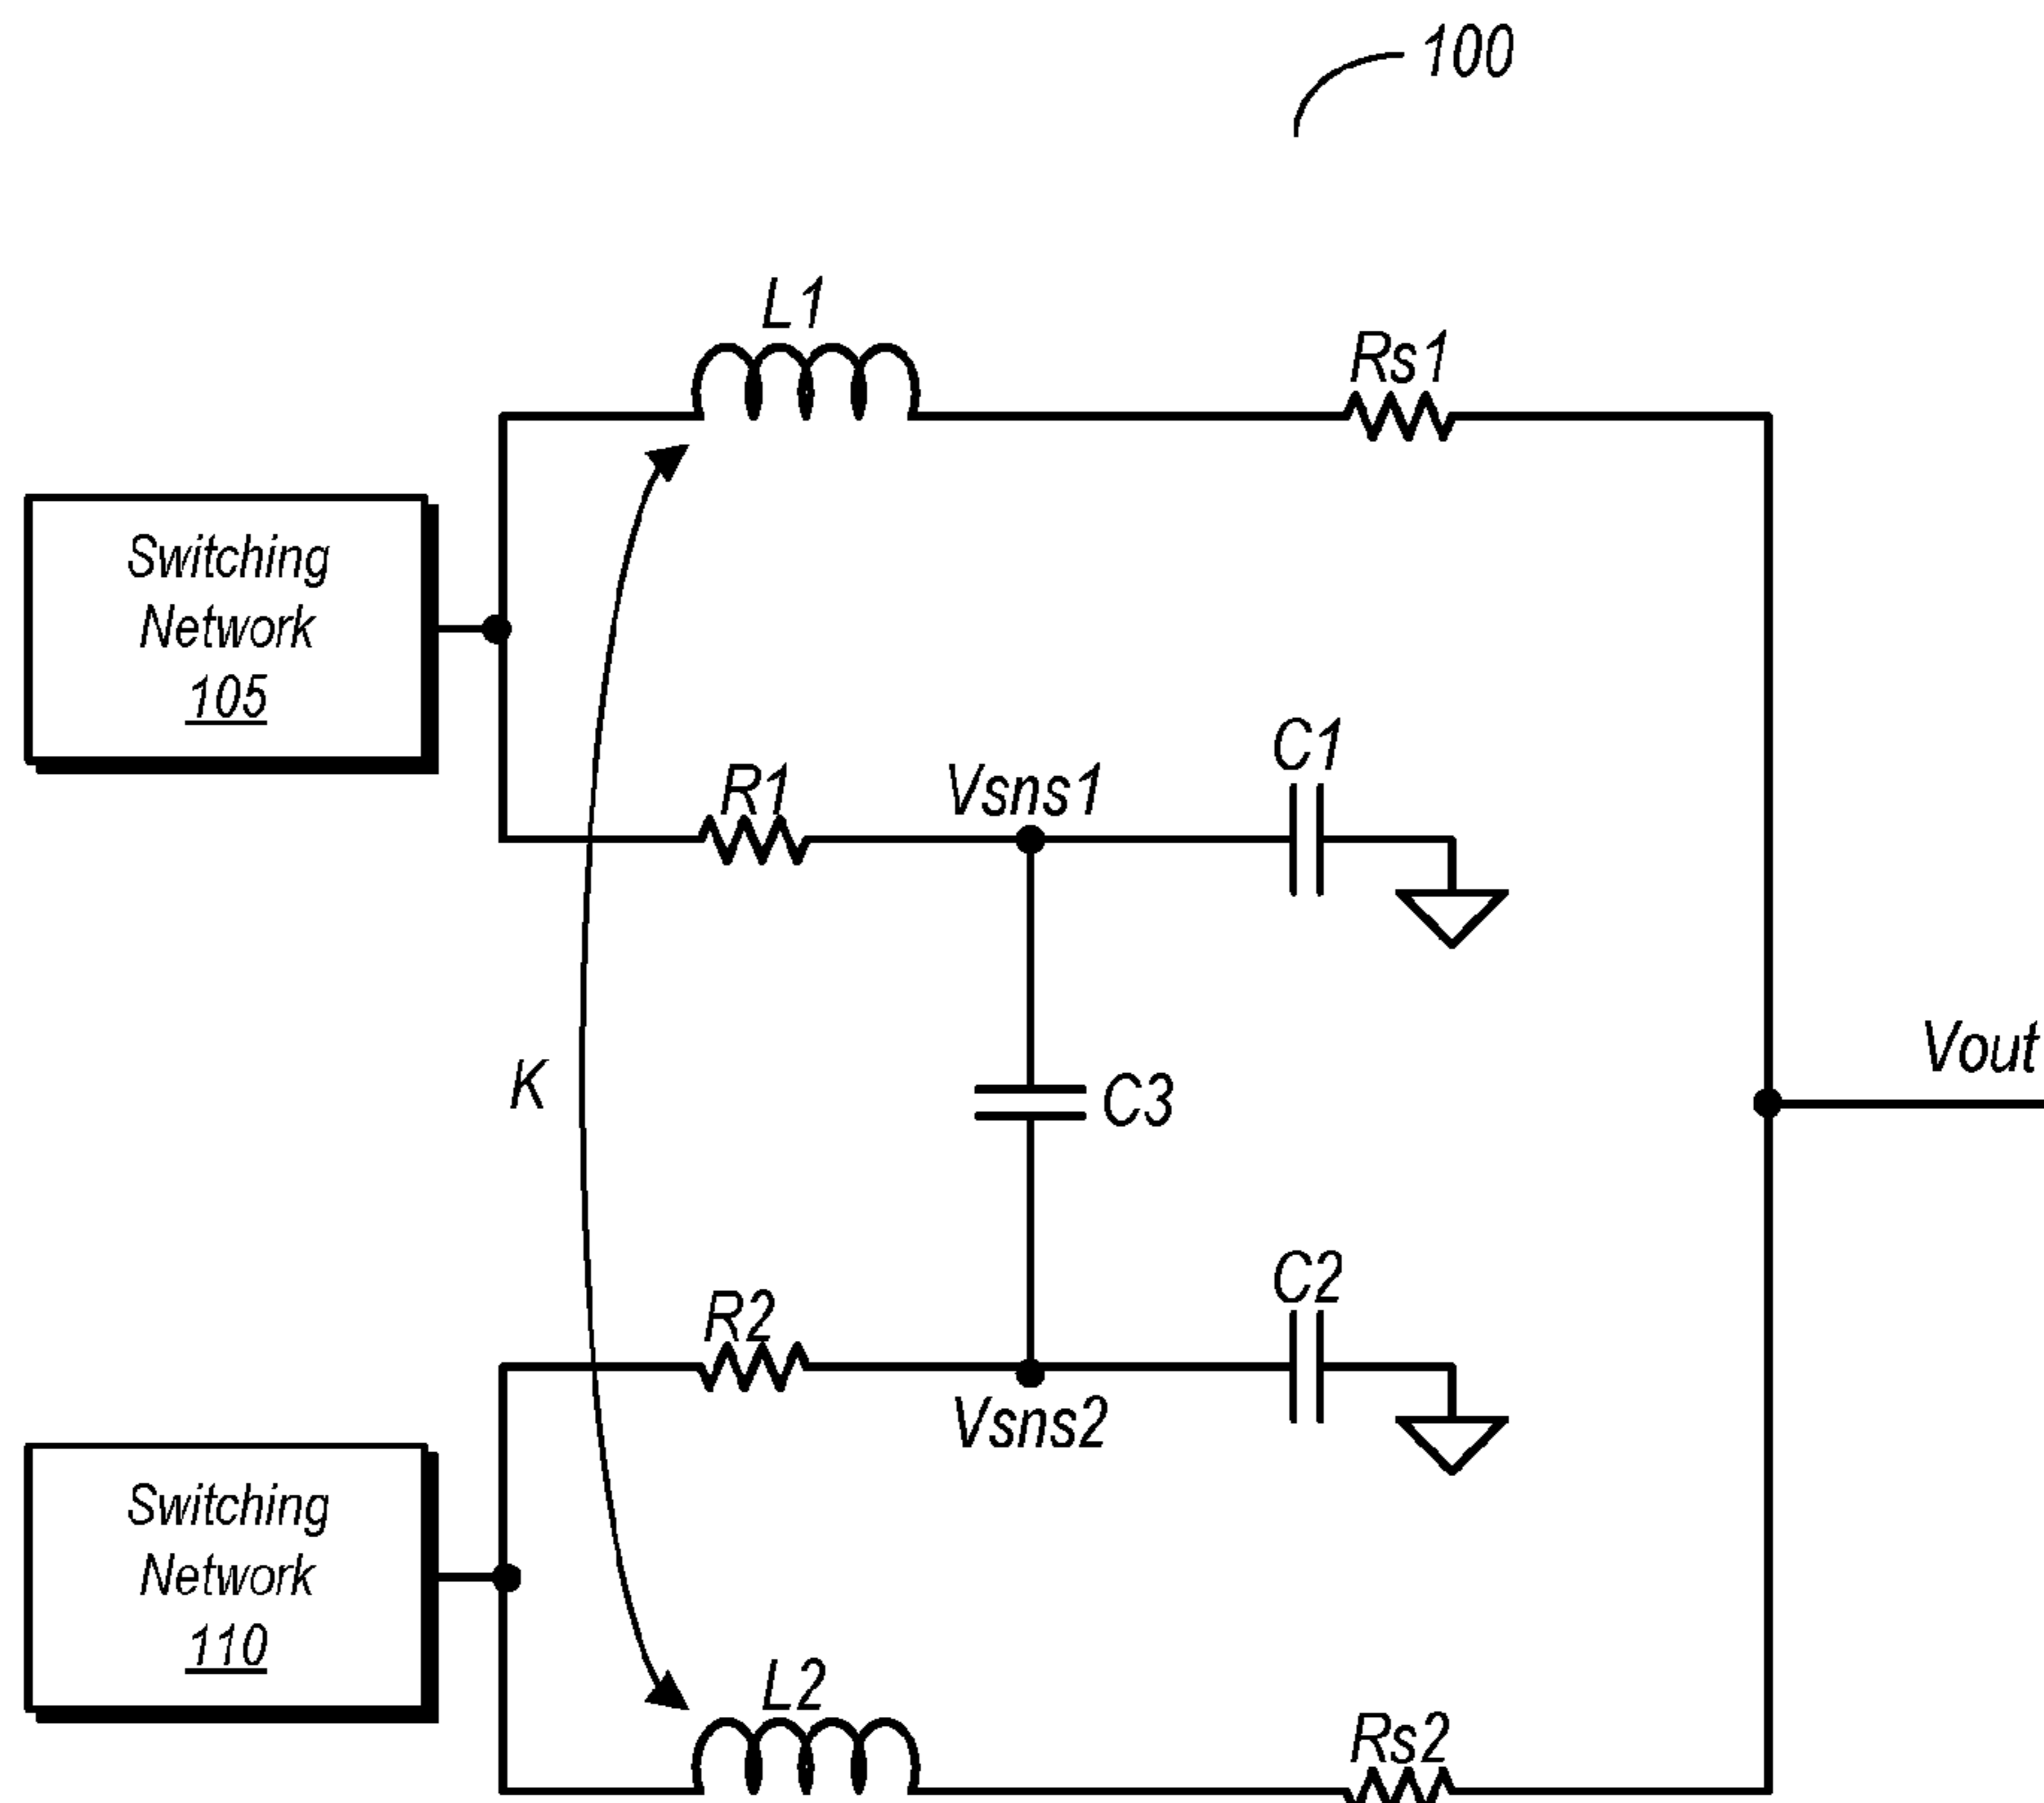 100
L1
Rs1
Switching
Network
105
R1
Vsns1
C1
K
C3
Vout
R2
C2
Vsns2
Switching
Network
110
L2
Rs2